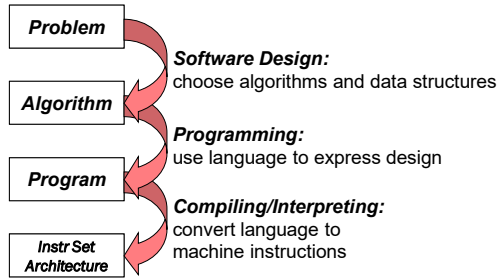 Problem
Software Design:
choose algorithms and data structures
Algorithm
Programming:
use language to express design
Program
Compiling/Interpreting:
convert language to
machine instructions
Instr Set
Architecture